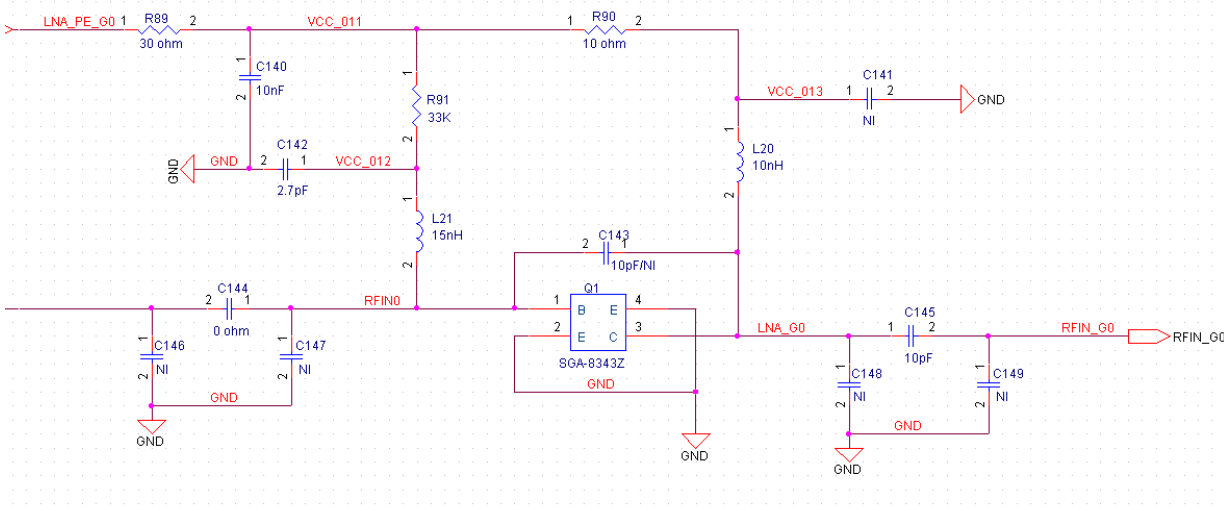 LNA_PE_G0 1 R89 2 VCC_011 1 R90 2
30 ohm 10 ohm
1 C140
10nF
2
1 R91
33K
2
VCC_013 1 C141 2 GND
NI
GND GND 2 C142 1 VCC_012
2.7pF
1 L20
10nH
2
1 L21
15nH
2
2 C143 1
10pF/NI
2 C144 1 RFIN0
0 ohm
Q1
1 B E 4
2 E C 3
SGA-8343Z
GND
GND
1 C146
NI
2
1 C147
NI
2
GND
GND
LNA_G0 1 C145 2 RFIN_G0 RFIN_G0
10pF
1 C148
NI
2
1 C149
NI
2
GND
GND